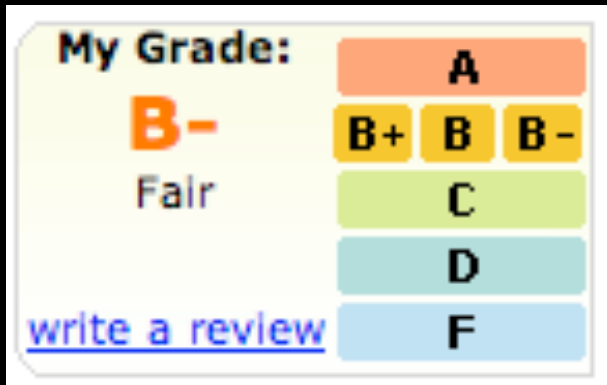 My Grade:
B-
Fair
write a review
A
B+ B B-
C
D
F